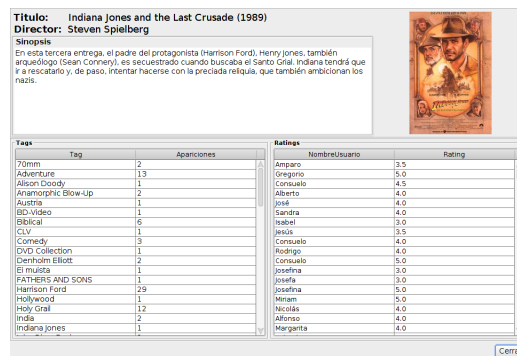 Titulo: Indiana Jones and the Last Crusade (1989)
Director: Steven Spielberg
Sinopsis
En esta tercera entrega, el padre del protagonista (Harrison Ford), Henry Jones, también
arqueólogo (Sean Connery), es secuestrado cuando buscaba el Santo Grial. Indiana tendrá que
ir a rescatarlo y, de paso, intentar hacerse con la preciada reliquia, que también ambicionan los
nazis.
Tags
Tag Apariciones
70mm 2
Adventure 13
Alison Doody 1
Anamorphic Blow-Up 2
Austria 1
BD-Video 1
Biblical 6
CLV 1
Comedy 3
DVD Collection 1
Denholm Elliott 2
Ei muista 1
FATHERS AND SONS 1
Harrison Ford 29
Hollywood 1
Holy Grail 12
India 2
Indiana Jones 1
Ratings
NombreUsuario Rating
Amparo 3.5
Gregorio 5.0
Consuelo 4.5
Alberto 4.0
José 4.0
Sandra 4.0
Isabel 3.0
Jesús 3.5
Consuelo 4.0
Rodrigo 4.0
Consuelo 5.0
Josefina 3.0
Josefa 3.0
Josefina 5.0
Miriam 5.0
Nicolás 4.0
Alfonso 4.0
Margarita 4.0
Cerra